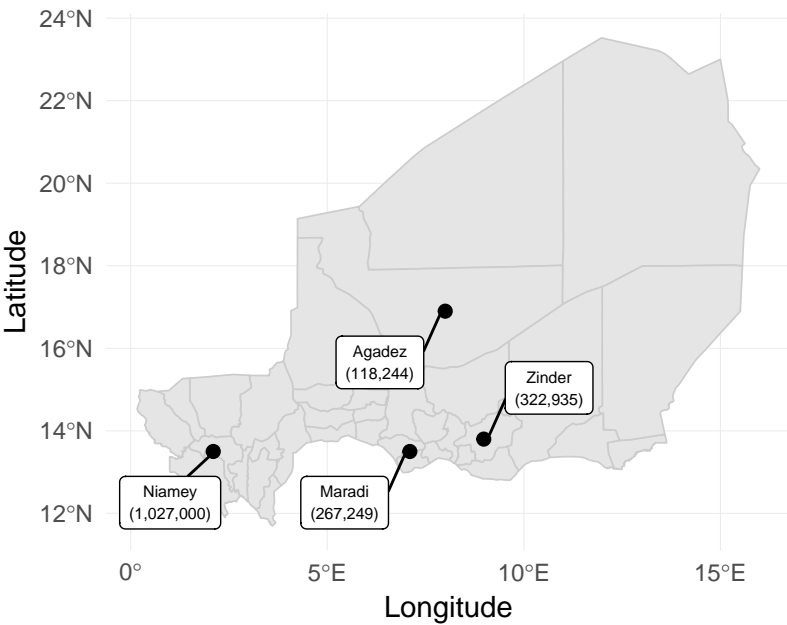 24°N
22°N
20°N
18°N
16°N
14°N
12°N
Latitude
Agadez
(118,244)
Zinder
(322,935)
Niamey
(1,027,000)
Maradi
(267,249)
0°
5°E
10°E
15°E
Longitude